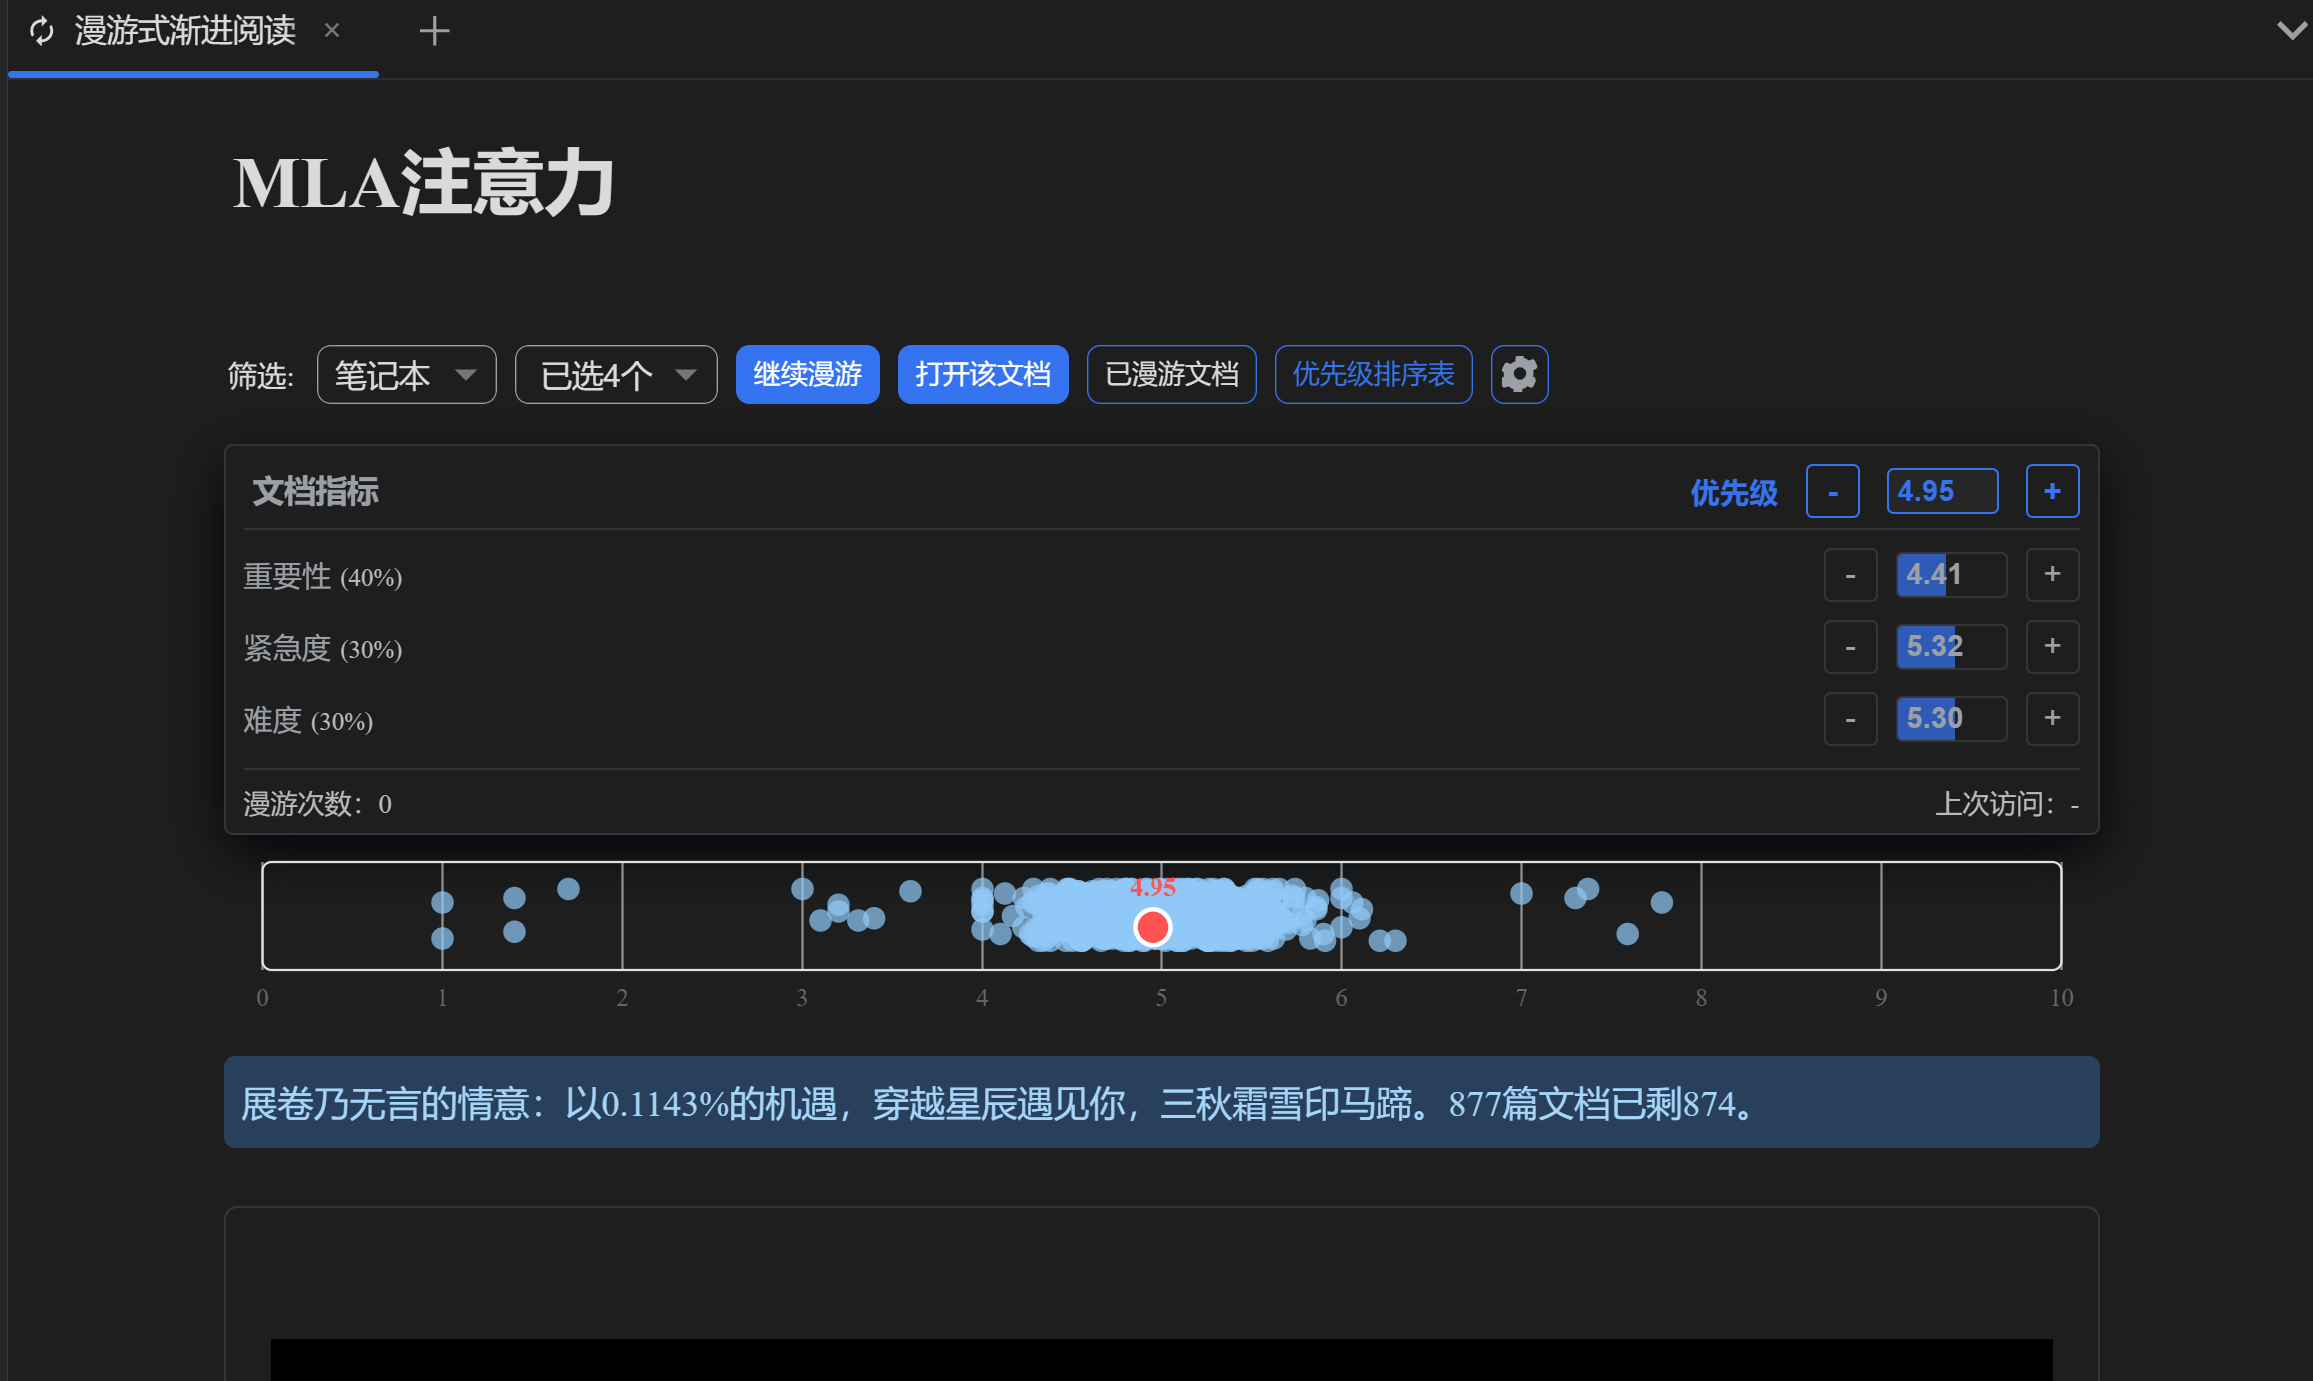 漫游式渐进阅读
MLA注意力
筛选: 笔记本 已选4个 继续漫游 打开该文档 已漫游文档 优先级排序表
文档指标 优先级 - 4.95 +
重要性 (40%) - 4.41 +
紧急度 (30%) - 5.32 +
难度 (30%) - 5.30 +
漫游次数：0 上次访问：-
4.95
0 1 2 3 4 5 6 7 8 9 10
展卷乃无言的情意：以0.1143%的机遇，穿越星辰遇见你，三秋霜雪印马蹄。877篇文档已剩874。